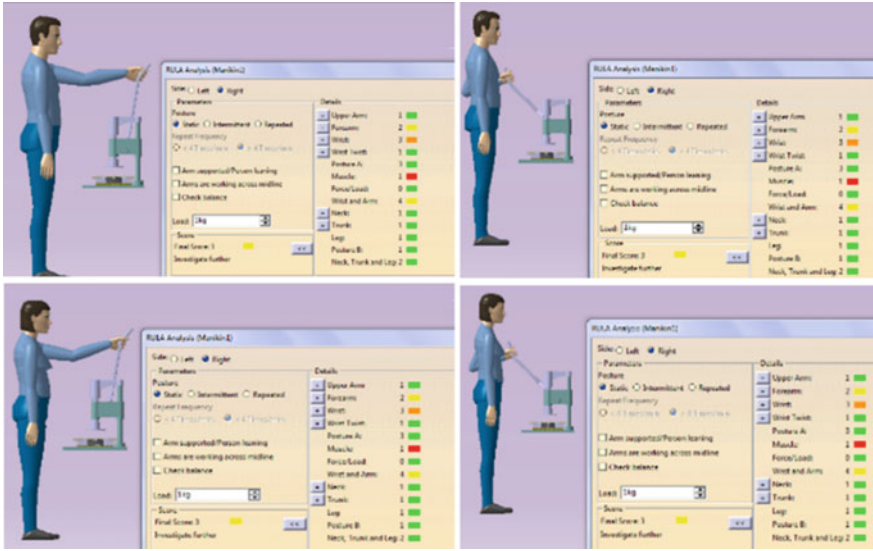 RULA Analysis (Manikin1)
Side: Left Right
Parameters
Posture
Static Intermittent Repeated
Repeat Frequency
Arm supported/Person leaning
Arms are working across midline
Check balance
Load: 1kg
Score
Final Score: 3
<<
Investigate further
Details
Upper Arm: 1
Forearm: 2
Wrist: 3
Wrist Twist: 1
Posture A: 3
Muscle: 1
Force/Load: 0
Wrist and Arm: 4
Neck: 1
Trunk: 1
Leg: 1
Posture B: 1
Neck, Trunk and Leg: 2
RULA Analysis (Manikin1)
Side: Left Right
Parameters
Posture
Static Intermittent Repeated
Repeat Frequency
Arm supported/Person leaning
Arms are working across midline
Check balance
Load: 1kg
Score
Final Score: 3
<<
Investigate further
Details
Upper Arm: 1
Forearm: 2
Wrist: 3
Wrist Twist: 1
Posture A: 3
Muscle: 1
Force/Load: 0
Wrist and Arm: 4
Neck: 1
Trunk: 1
Leg: 1
Posture B: 1
Neck, Trunk and Leg: 2
RULA Analysis (Manikin1)
Side: Left Right
Parameters
Posture
Static Intermittent Repeated
Repeat Frequency
Arm supported/Person leaning
Arms are working across midline
Check balance
Load: 1kg
Score
Final Score: 3
<<
Investigate further
Details
Upper Arm: 1
Forearm: 2
Wrist: 3
Wrist Twist: 1
Posture A: 3
Muscle: 1
Force/Load: 0
Wrist and Arm: 4
Neck: 1
Trunk: 1
Leg: 1
Posture B: 1
Neck, Trunk and Leg: 2
RULA Analysis (Manikin1)
Side: Left Right
Parameters
Posture
Static Intermittent Repeated
Repeat Frequency
Arm supported/Person leaning
Arms are working across midline
Check balance
Load: 1kg
Score
Final Score: 3
<<
Investigate further
Details
Upper Arm: 1
Forearm: 2
Wrist: 3
Wrist Twist: 1
Posture A: 3
Muscle: 1
Force/Load: 0
Wrist and Arm: 4
Neck: 1
Trunk: 1
Leg: 1
Posture B: 1
Neck, Trunk and Leg: 2